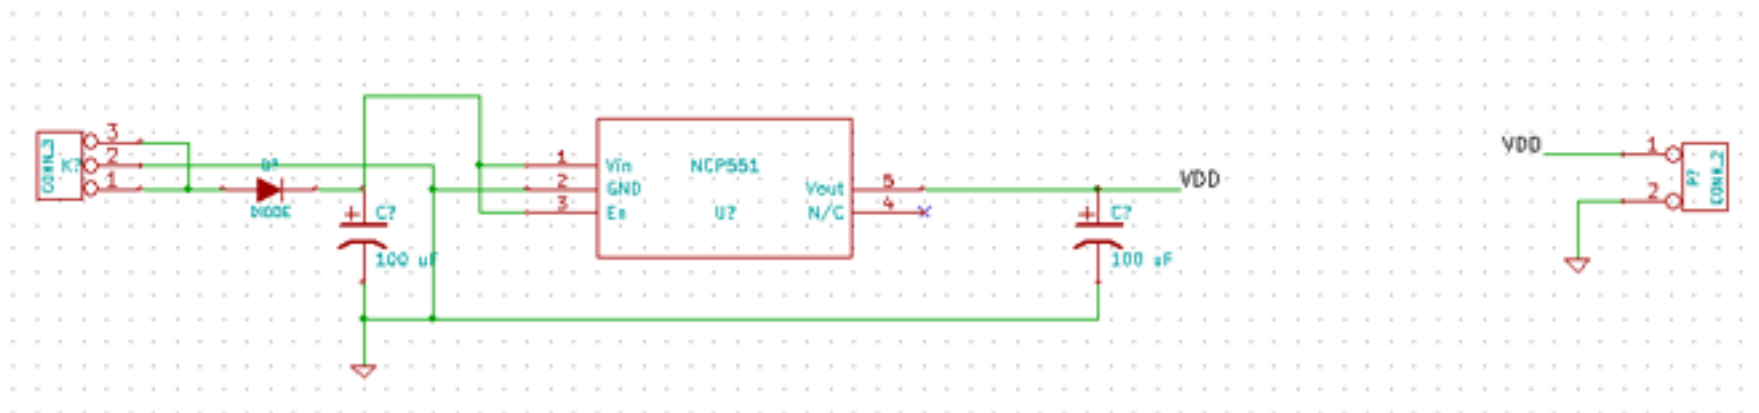 CONN_3
K?
3
2
1
D?
DIODE
+
C?
100 uF
1
2
3
Vin
GND
En
NCP551
U?
Vout
N/C
5
4
VDD
+
C?
100 uF
VDD
1
2
P?
CONN_2